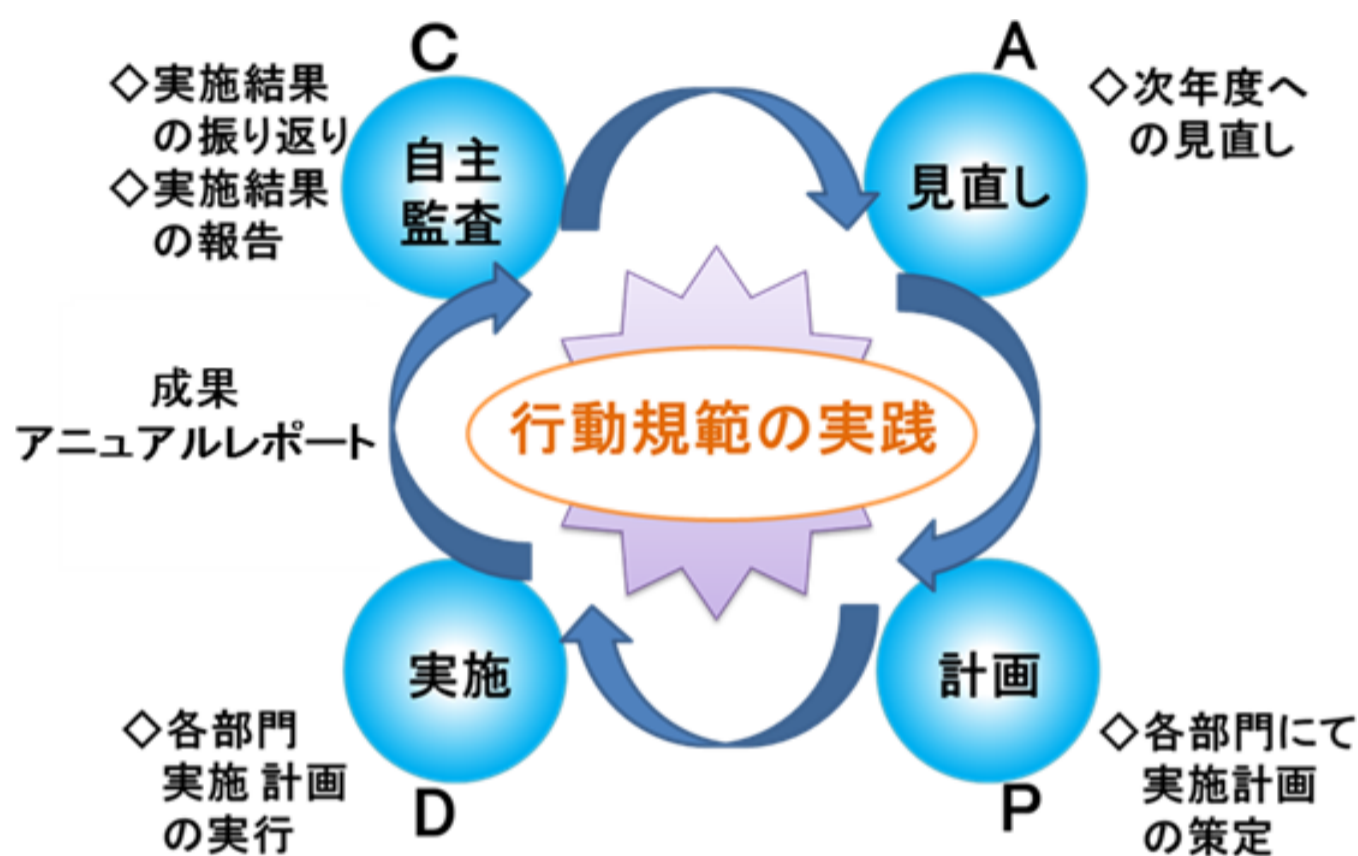 C
◇実施結果
の振り返り
◇実施結果
の報告
自主
監査
A
見直し
◇次年度へ
の見直し
成果
アニュアルレポート
行動規範の実践
実施
◇各部門
実施 計画
の実行
D
計画
P
◇各部門にて
実施計画
の策定